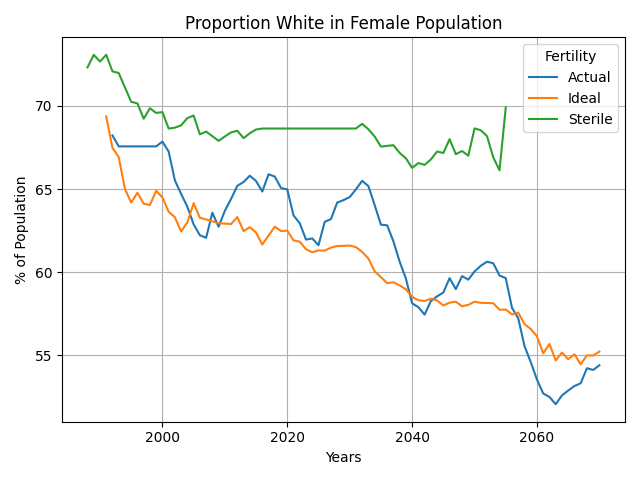 Proportion White in Female Population
Fertility
Actual
Ideal
Sterile
% of Population
70
65
60
55
2000
2020
2040
2060
Years